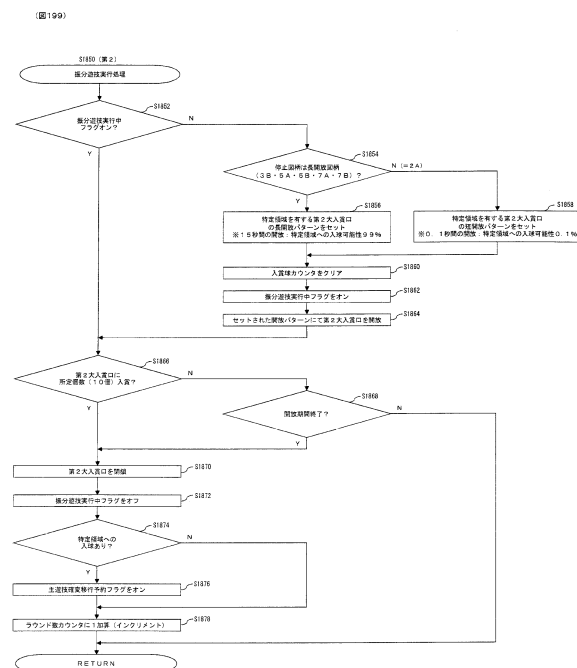 (図199)
S1850 (第2)
振分遊技実行処理
S1852
振分遊技実行中
フラグオン?
N
Y
S1854
停止図柄は長開放図柄
(3B・5A・5B・7A・7B)?
N (=2A)
Y
S1856
特定領域を有する第2大入賞口
の長開放パターンをセット
※15秒間の開放:特定領域への入球可能性99%
S1858
特定領域を有する第2大入賞口
の短開放パターンをセット
※0.1秒間の開放:特定領域への入球可能性0.1%
S1860
入賞球カウンタをクリア
S1862
振分遊技実行中フラグをオン
S1864
セットされた開放パターンにて第2大入賞口を開放
S1866
第2大入賞口に
所定個数(10個)入賞?
N
Y
S1868
開放期間終了?
N
Y
S1870
第2大入賞口を閉鎖
S1872
振分遊技実行中フラグをオフ
S1874
特定領域への
入球あり?
N
Y
S1876
主遊技確変移行予約フラグをオン
S1878
ラウンド数カウンタに1加算(インクリメント)
RETURN